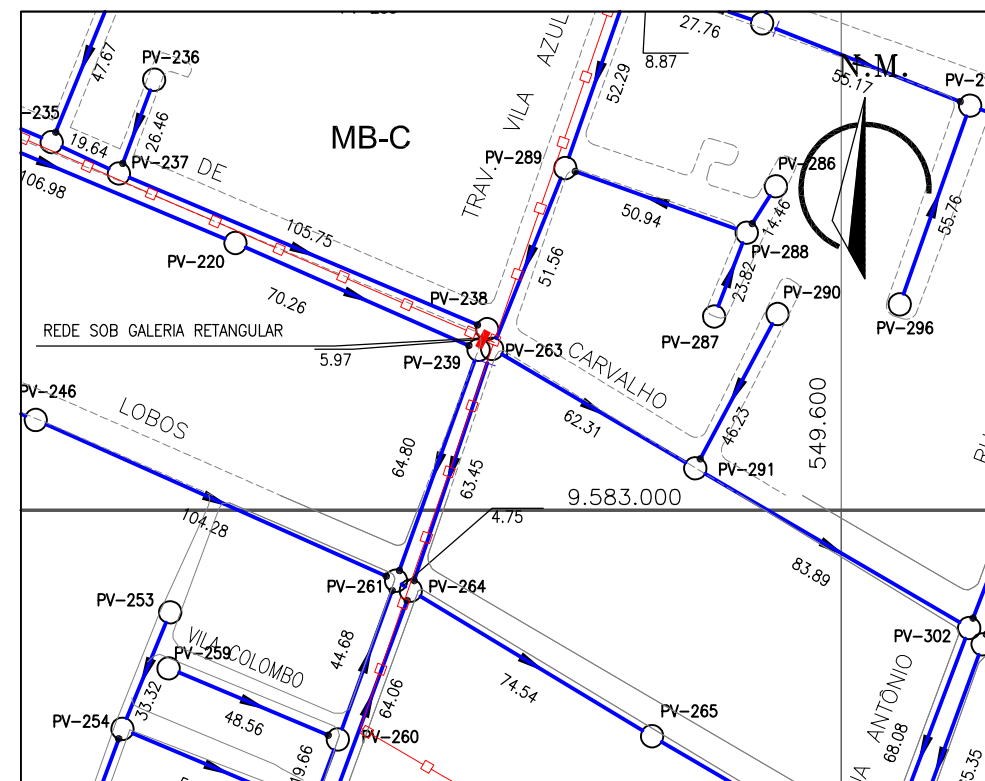 27.76
AZUL
8.87
N.M.
55.17
47.67
PV-236
52.29
VILA
-235
19.64
26.46
PV-237
MB-C
DE
TRAV.
PV-289
PV-286
14.46
50.94
PV-288
55.76
106.98
105.75
PV-220
51.56
23.82
PV-290
70.26
PV-238
PV-287
PV-296
REDE SOB GALERIA RETANGULAR
5.97
PV-239
PV-263
CARVALHO
549.600
PV-246
LOBOS
62.31
46.23
64.80
63.45
PV-291
9.583.000
104.28
4.75
83.89
PV-261
PV-264
PV-253
PV-302
VILA COLOMBO
PV-259
44.68
33.32
74.54
ANTÔNIO
PV-254
48.56
64.06
PV-265
68.08
PV-260